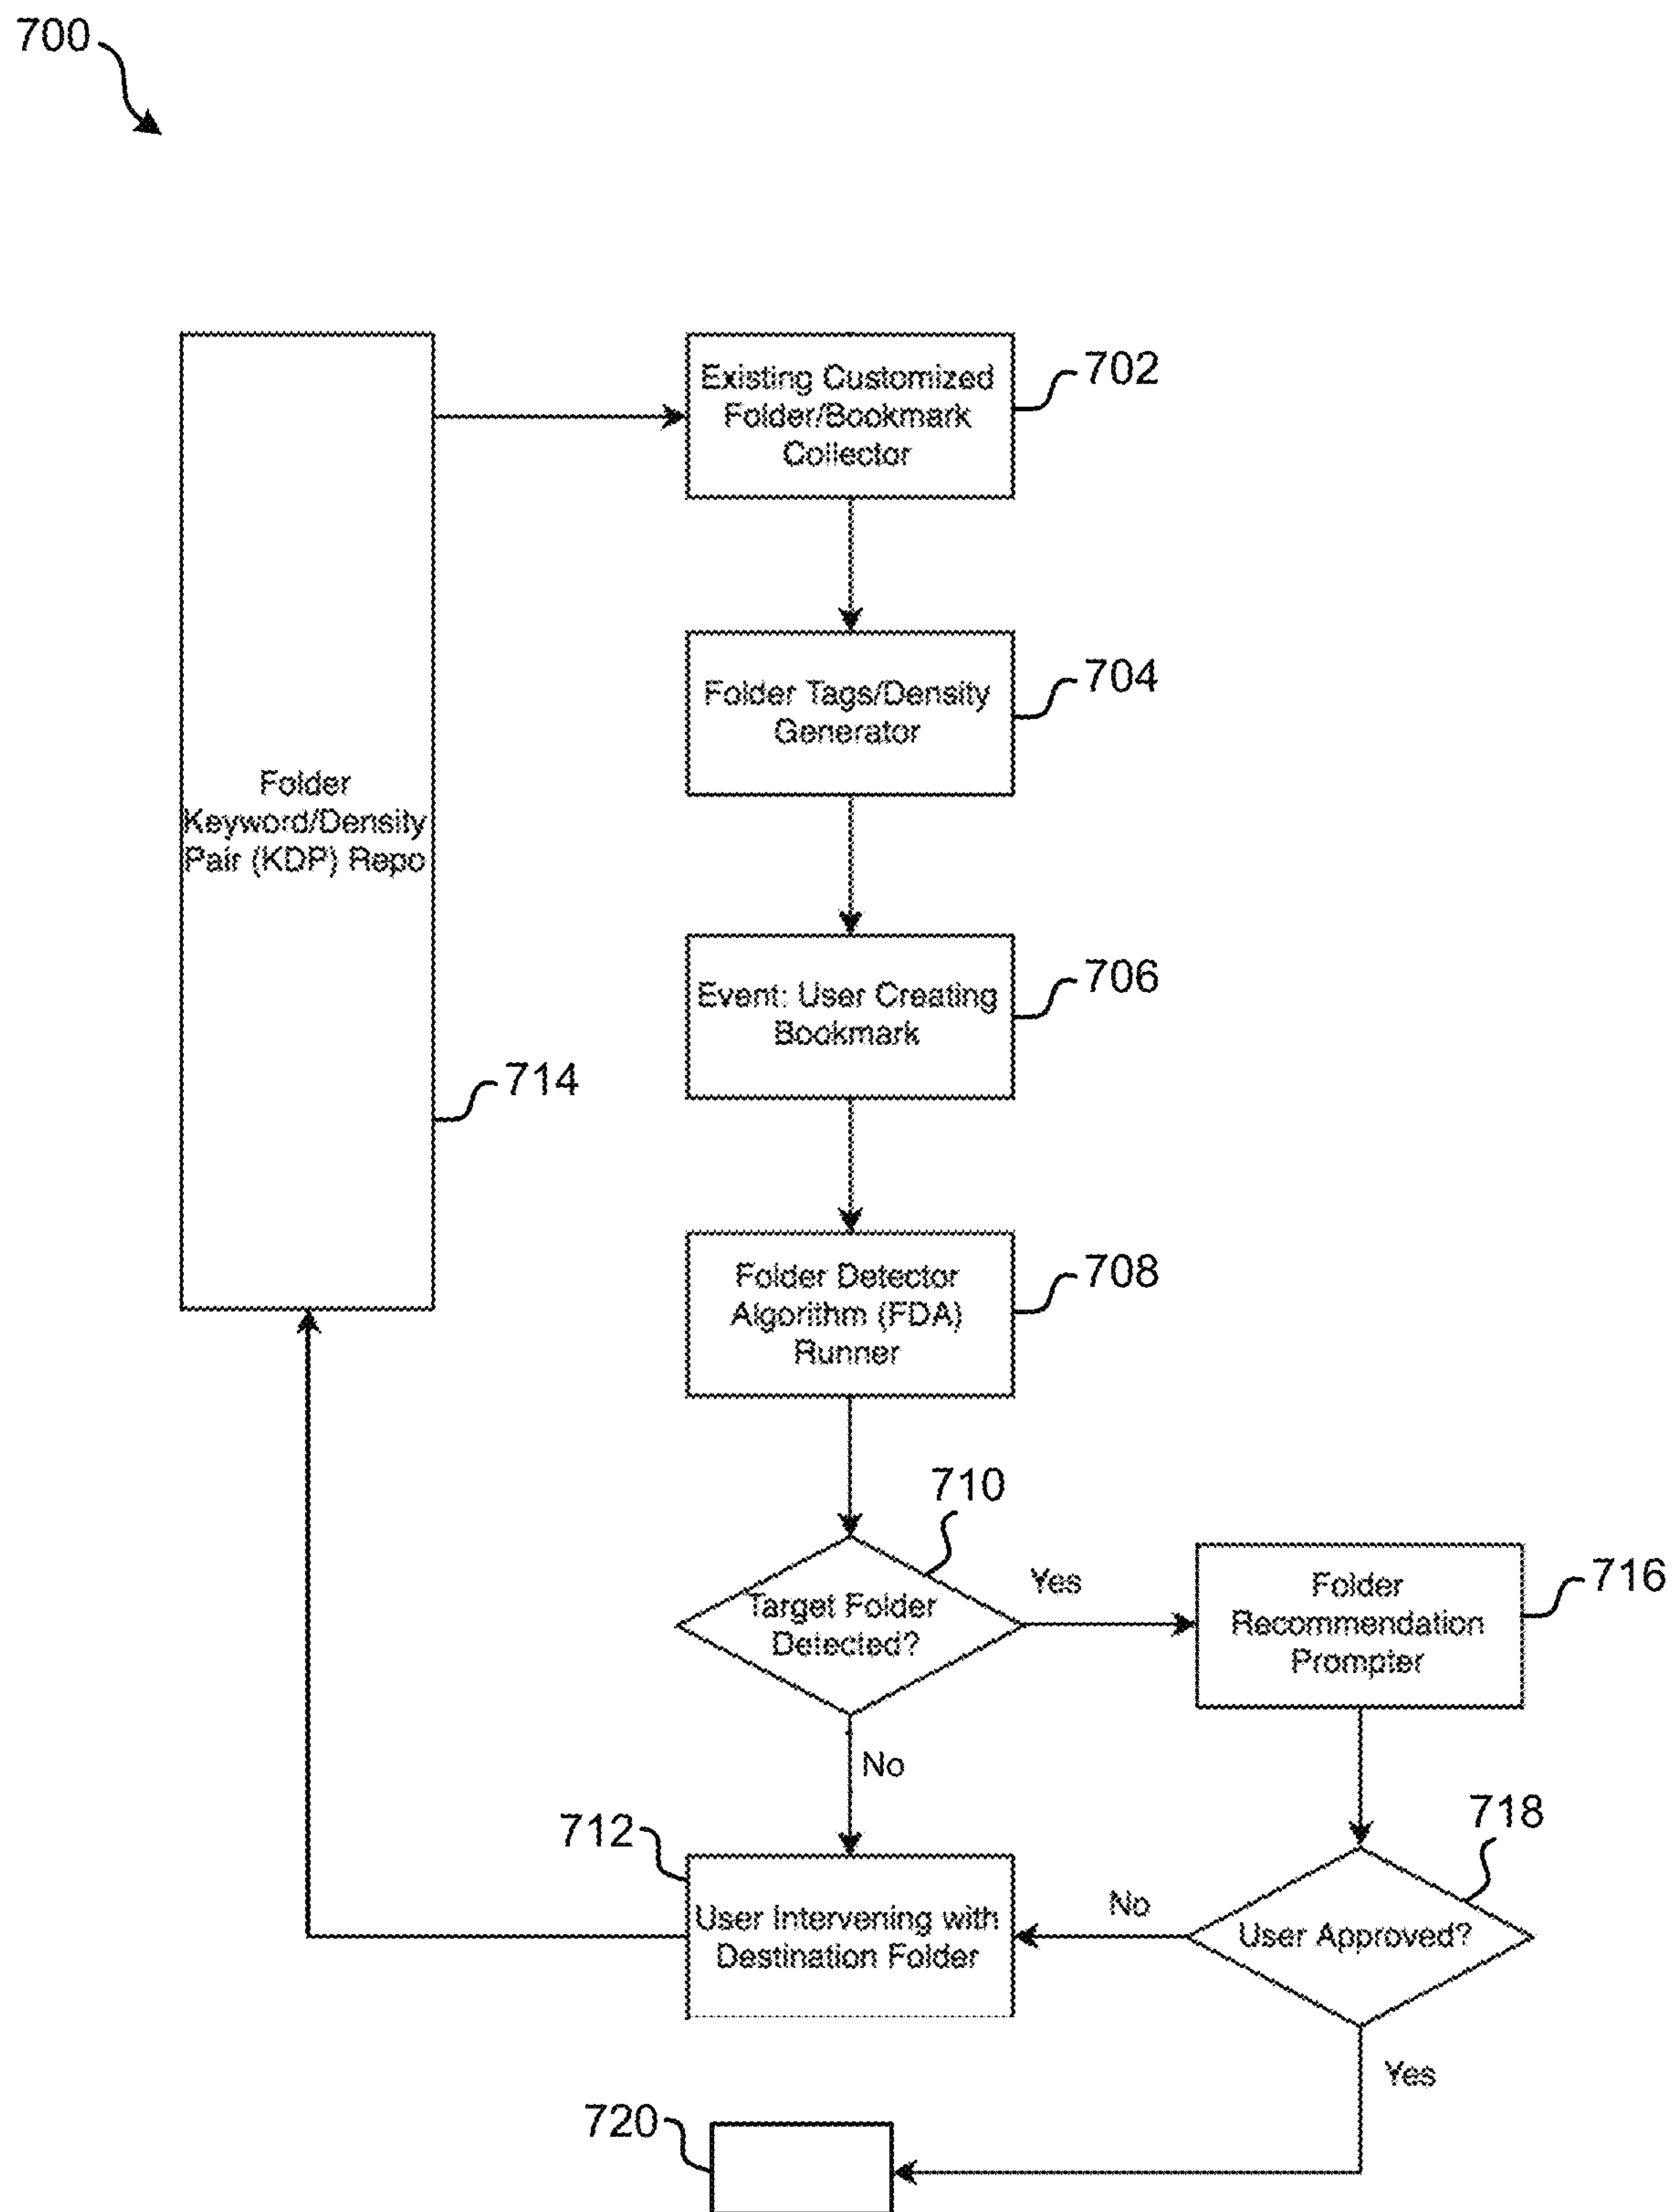 700
Existing Customized
Folder/Bookmark
Collector
702
Folder Tags/Density
Generator
704
Folder
Keyword/Density
Pair (KDP) Repo
714
Event: User Creating
Bookmark
706
Folder Detector
Algorithm (FDA)
Runner
708
710
Target Folder
Detected?
Yes
No
Folder
Recommendation
Prompter
716
712
User Intervening with
Destination Folder
No
718
User Approved?
Yes
720